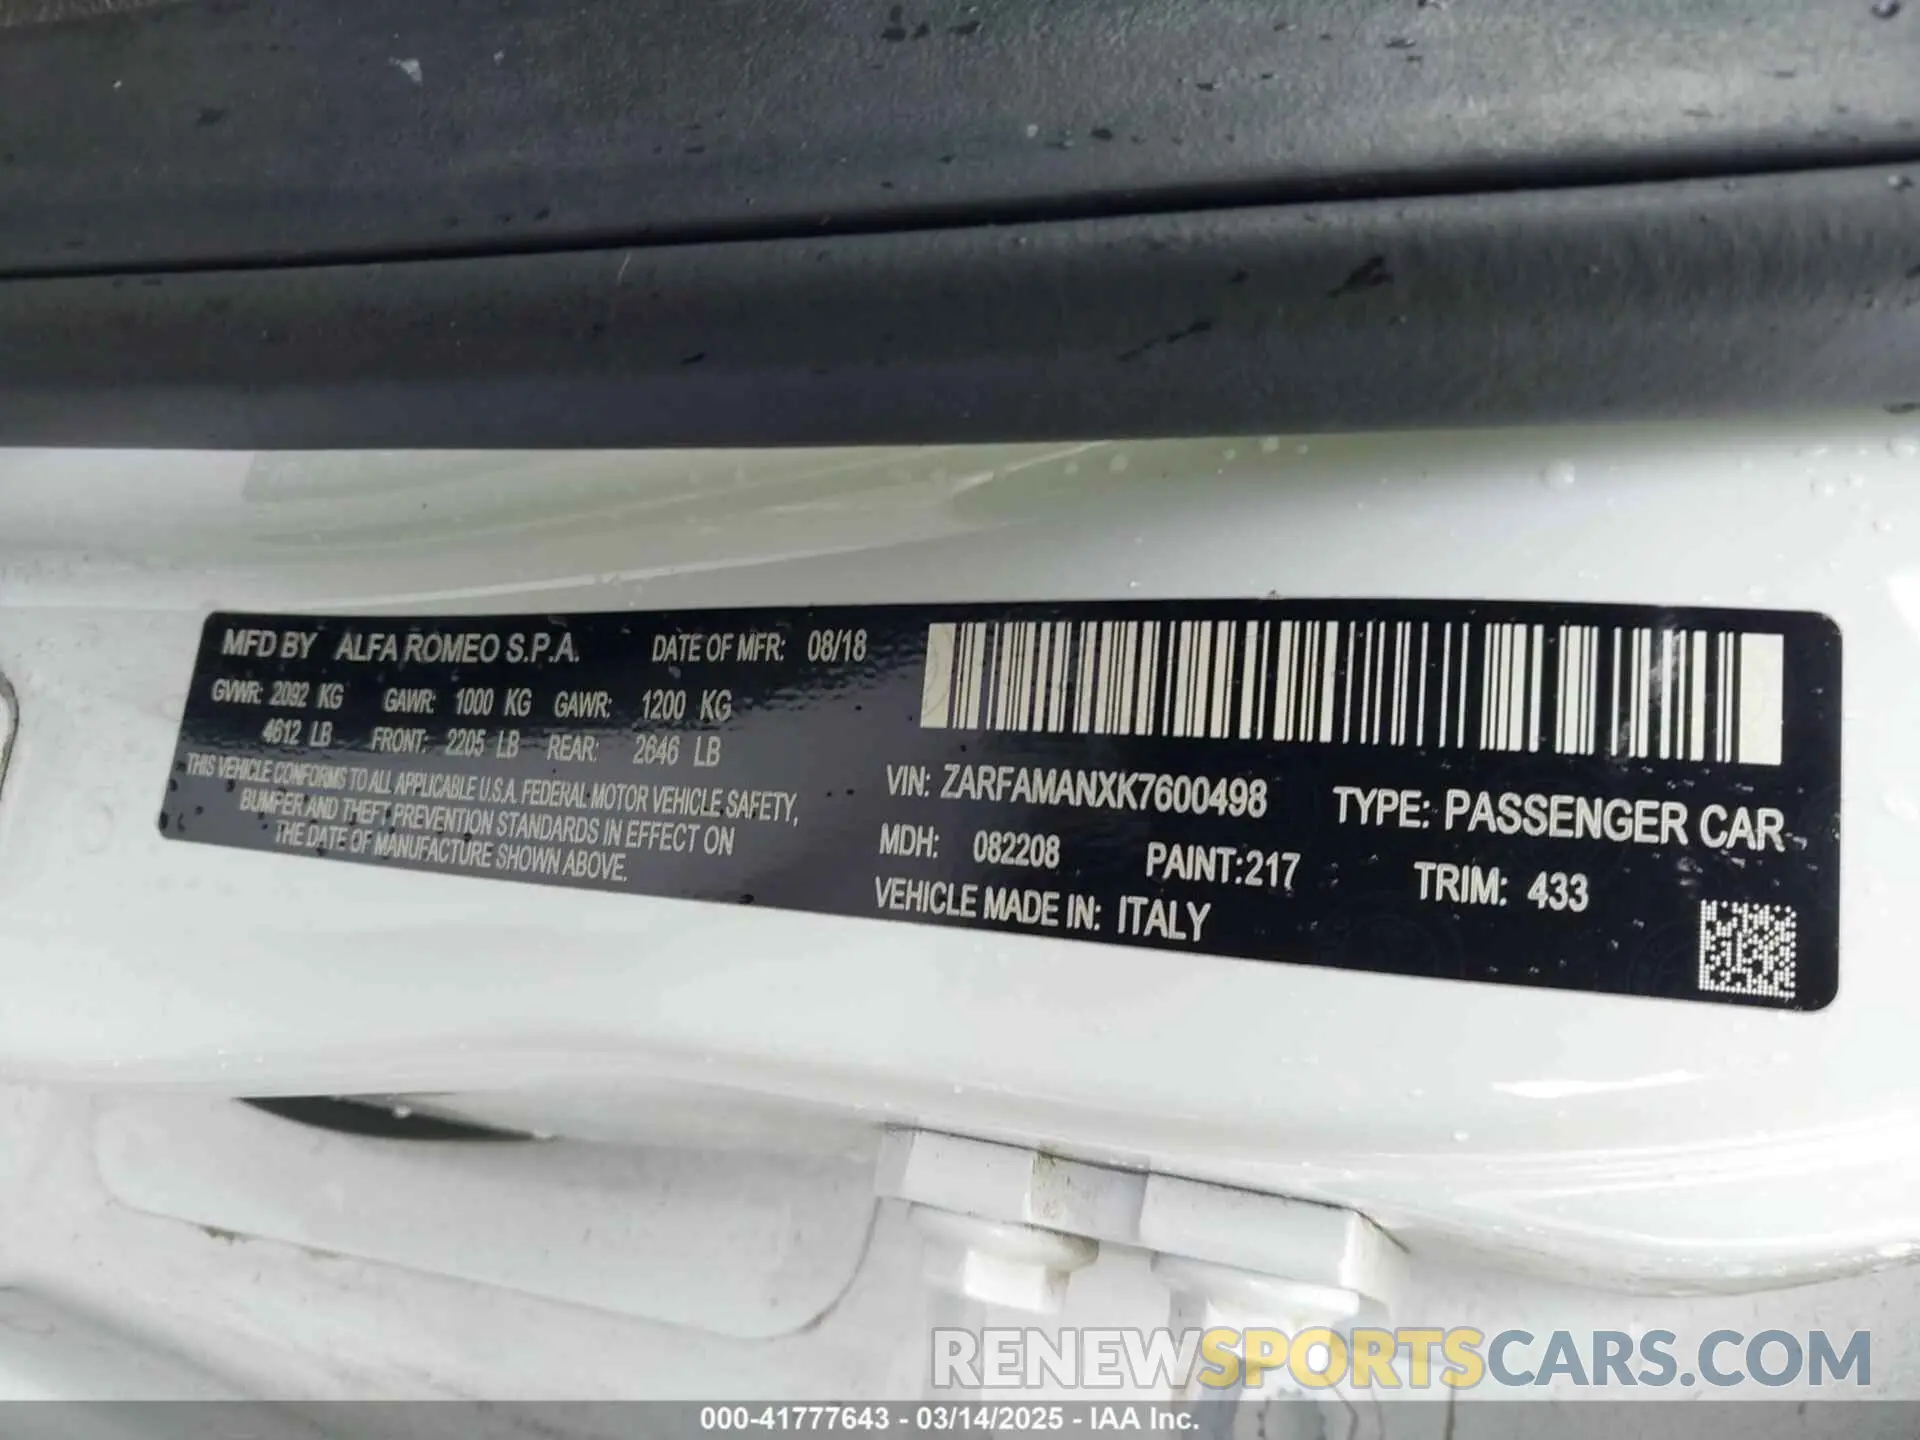 MFD BY ALFA ROMEO S.P.A. DATE OF MFR: 08/18
GVWR: 2092 KG GAWR: 1000 KG GAWR: 1200 KG
4612 LB FRONT: 2205 LB REAR: 2646 LB
THIS VEHICLE CONFORMS TO ALL APPLICABLE U.S.A. FEDERAL MOTOR VEHICLE SAFETY,
BUMPER AND THEFT PREVENTION STANDARDS IN EFFECT ON
THE DATE OF MANUFACTURE SHOWN ABOVE.
VIN: ZARFAMANXK7600498 TYPE: PASSENGER CAR
MDH: 082208 PAINT:217 TRIM: 433
VEHICLE MADE IN: ITALY
RENEWSPORTSCARS.COM
000-41777643 - 03/14/2025 - IAA Inc.